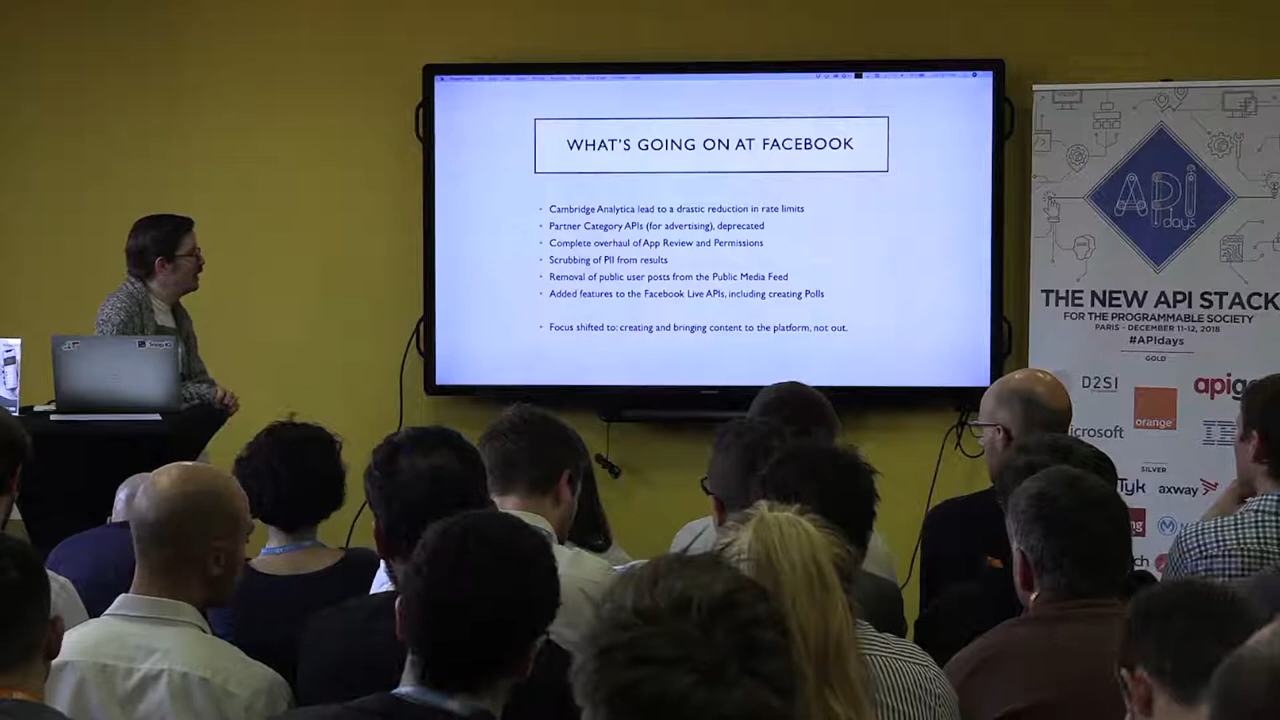 WHAT'S GOING ON AT FACEBOOK
• Cambridge Analytica lead to a drastic reduction in rate limits
• Partner Category APIs (for advertising), deprecated
• Complete overhaul of App Review and Permissions
• Scrubbing of PII from results
• Removal of public user posts from the Public Media Feed
• Added features to the Facebook Live APIs, including creating Polls
• Focus shifted to: creating and bringing content to the platform, not out.
API
days
THE NEW API STACK
FOR THE PROGRAMMABLE SOCIETY
PARIS - DECEMBER 11-12, 2018
#APIdays
GOLD
D2SI
apig
orange
icrosoft
IBM
SILVER
Tyk
axway